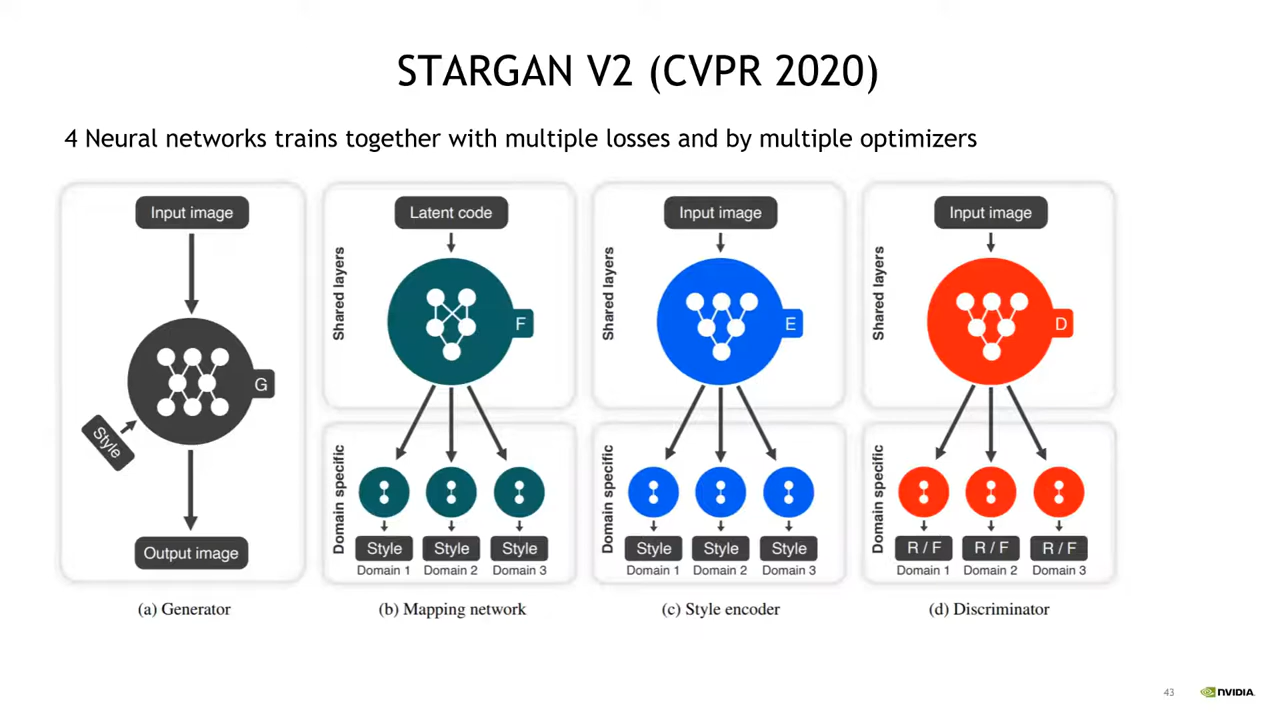 STARGAN V2 (CVPR 2020)
4 Neural networks trains together with multiple losses and by multiple optimizers
Input image
G
Style
Output image
(a) Generator
Latent code
Shared layers
F
Domain specific
Style Style Style
Domain 1 Domain 2 Domain 3
(b) Mapping network
Input image
Shared layers
E
Domain specific
Style Style Style
Domain 1 Domain 2 Domain 3
(c) Style encoder
Input image
Shared layers
D
Domain specific
R / F R / F R / F
Domain 1 Domain 2 Domain 3
(d) Discriminator
43
NVIDIA.